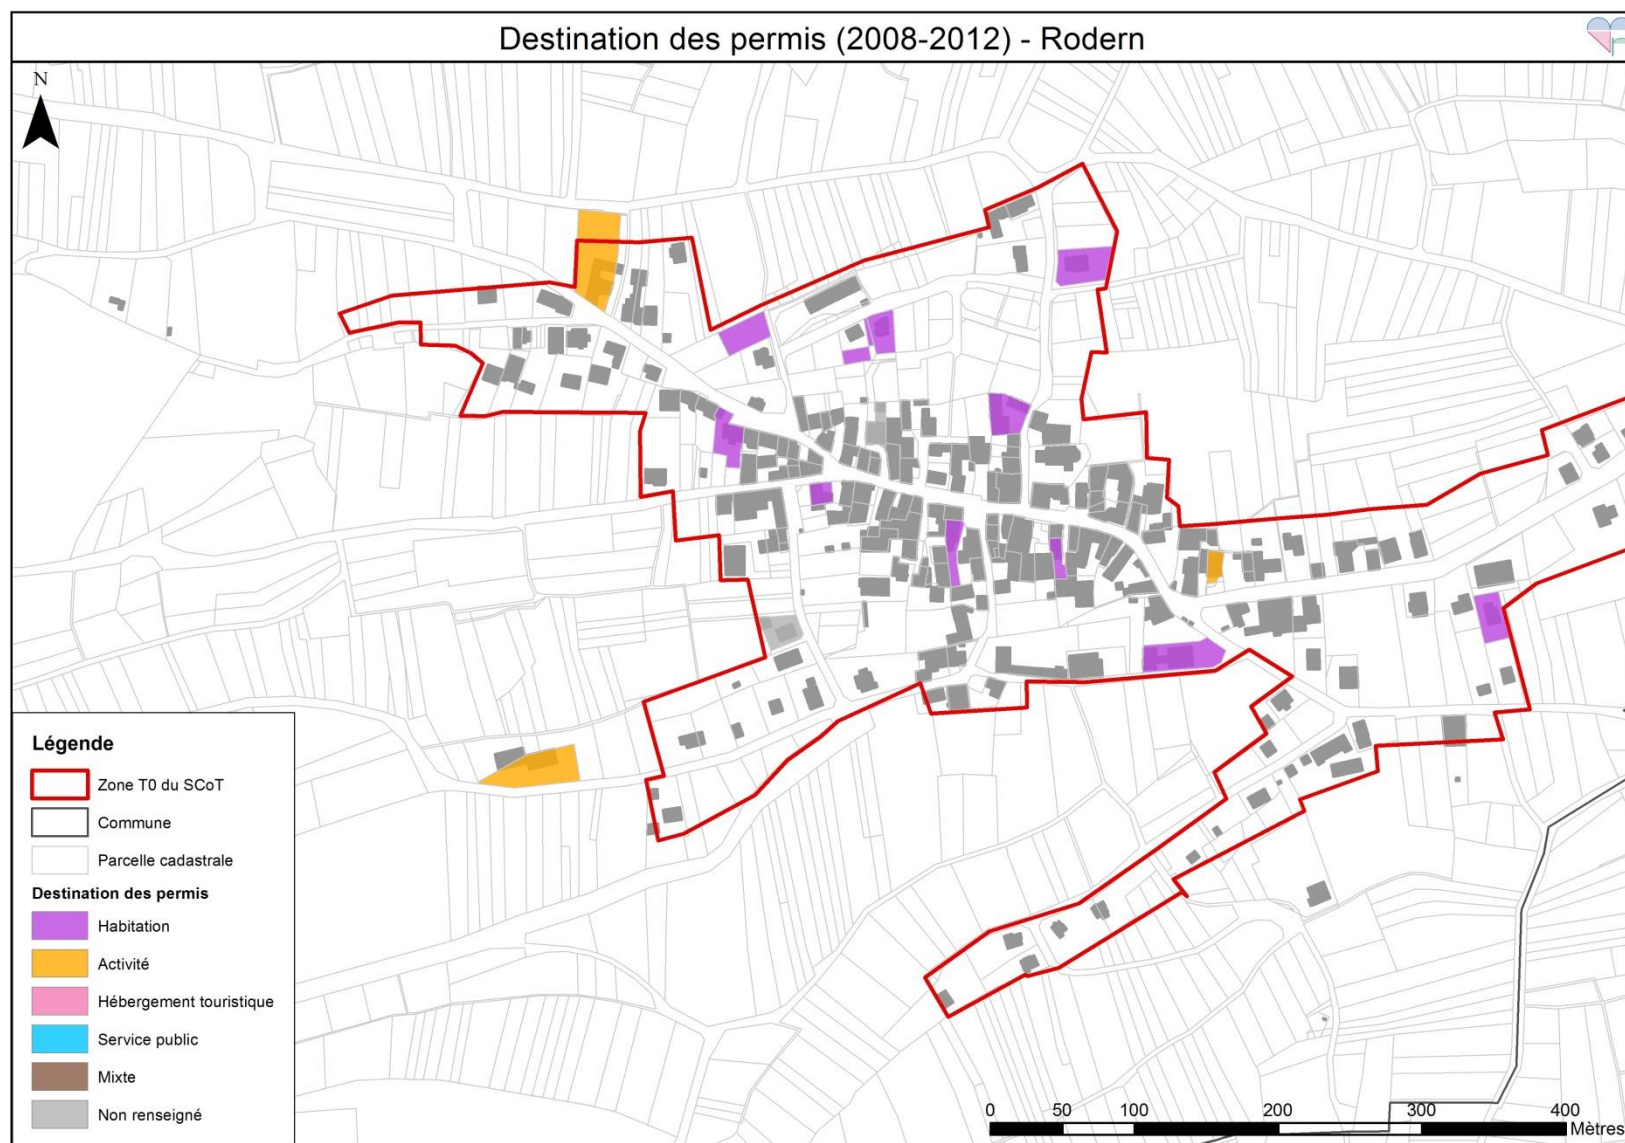 Destination des permis (2008-2012) - Rodern
N
Légende
Zone T0 du SCoT
Commune
Parcelle cadastrale
Destination des permis
Habitation
Activité
Hébergement touristique
Service public
Mixte
Non renseigné
0 50 100 200 300 400
Mètres